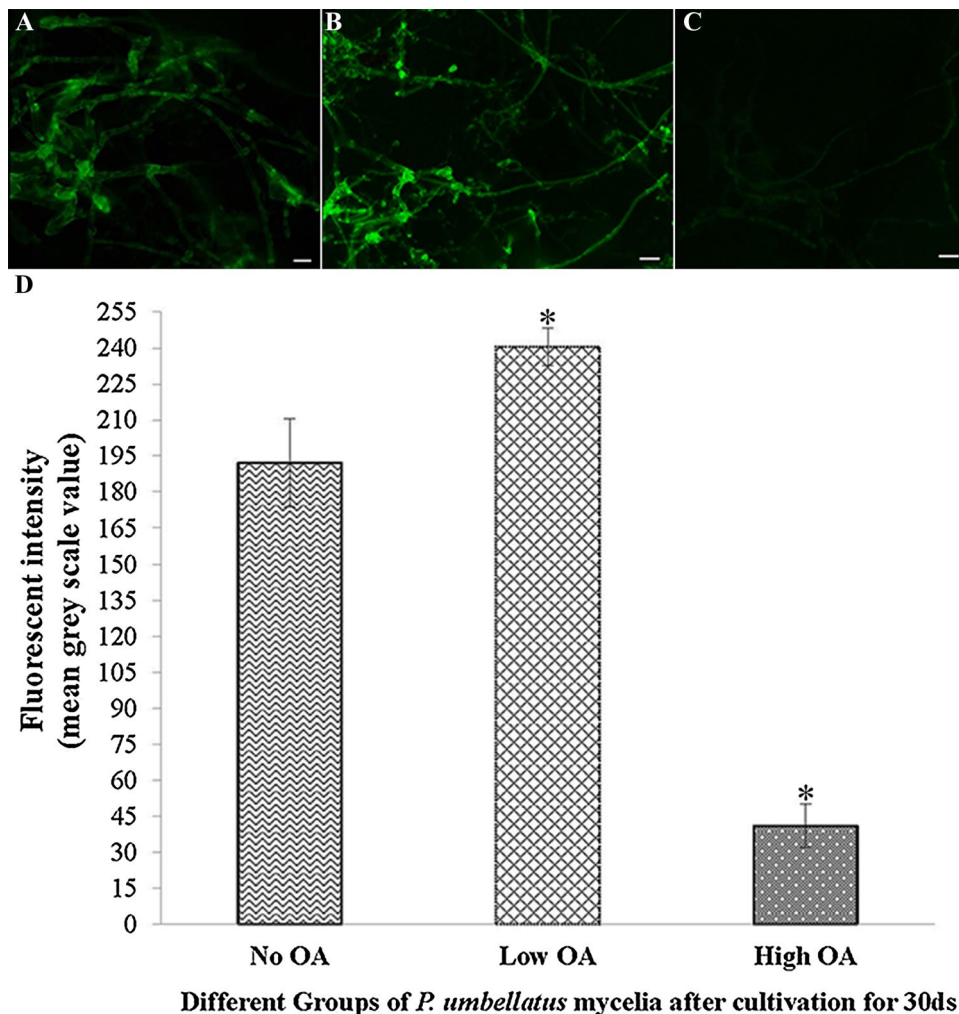 A
B
C
D
Fluorescent intensity
(mean grey scale value)
255
240
225
210
195
180
165
150
135
120
105
90
75
60
45
30
15
0
*
*
No OA
Low OA
High OA
Different Groups of P. umbellatus mycelia after cultivation for 30ds